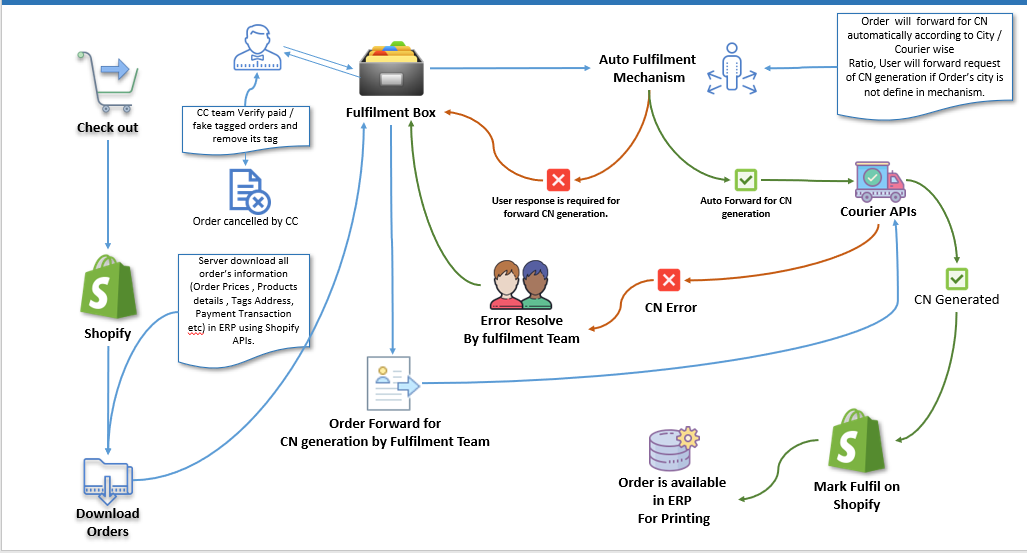 Order will forward for CN
automatically according to City /
Courier wise
Ratio, User will forward request
of CN generation if Order's city is
not define in mechanism.
Auto Fulfilment
Mechanism
Check out
Fulfilment Box
CC team Verify paid /
fake tagged orders and
remove its tag
Order cancelled by CC
User response is required for
forward CN generation.
Auto Forward for CN
generation
Courier APIs
Server download all
order's information
(Order Prices , Products
details , Tags Address,
Payment Transaction
etc) in ERP using Shopify
APIs.
Shopify
Error Resolve
By fulfilment Team
CN Error
CN Generated
Order Forward for
CN generation by Fulfilment Team
Order is available
in ERP
For Printing
Mark Fulfil on
Shopify
Download
Orders